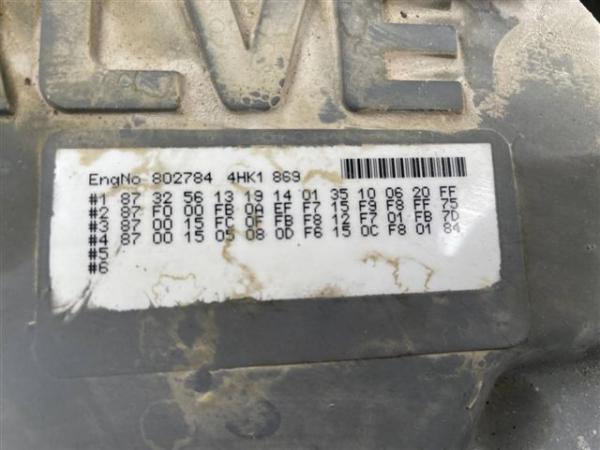 LVE
EngNo 802784 4HK1 869
#1 87 32 56 13 19 14 01 35 10 06 20 FF
#2 87 F0 00 FB 0A EF F7 15 F9 F8 FF 75
#3 87 00 15 FC 0F FB F8 12 F7 01 FB 7D
#4 87 00 15 05 08 0D F6 15 0C F8 01 84
#5
#6